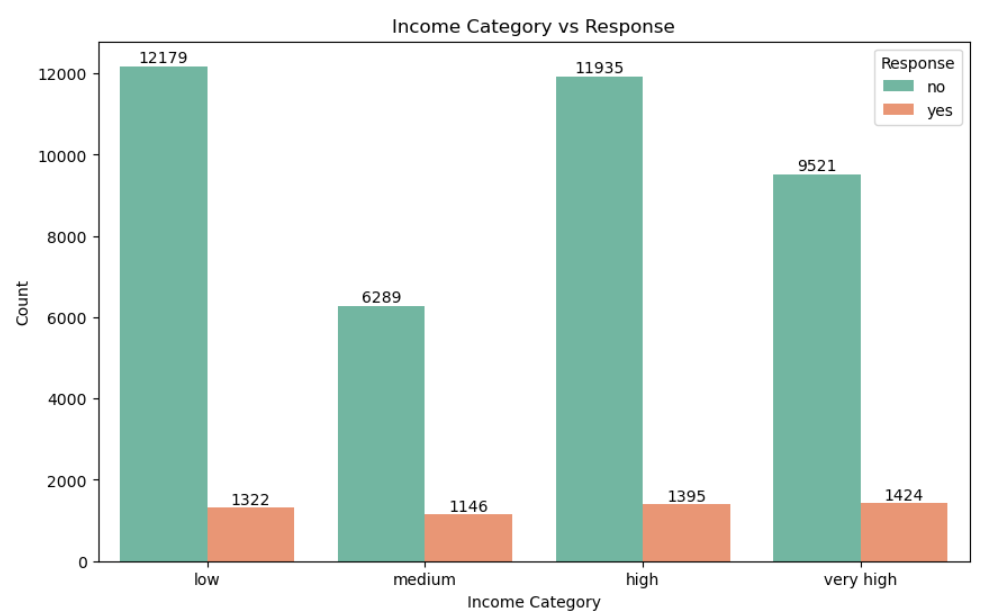 Income Category vs Response
12179
11935
12000
Response
no
yes
10000
9521
8000
6289
6000
Count
4000
2000
1322
1146
1395
1424
0
low
medium
high
very high
Income Category